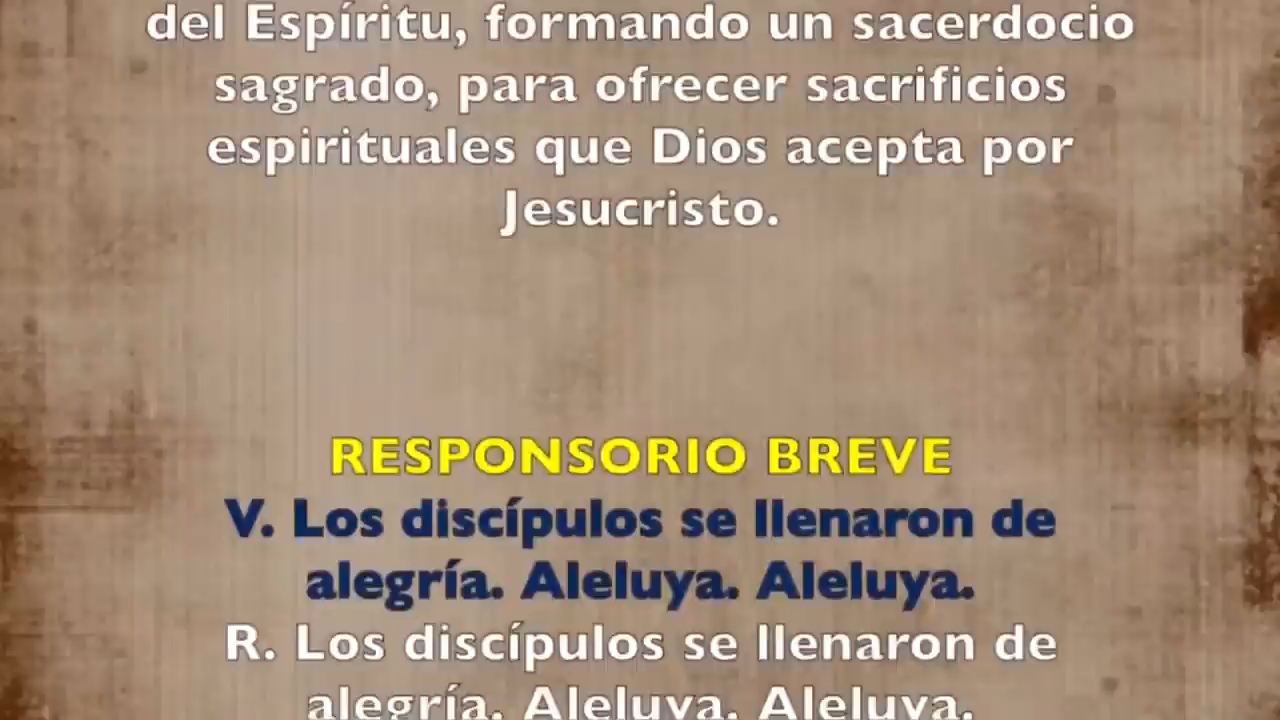 del Espíritu, formando un sacerdocio
sagrado, para ofrecer sacrificios
espirituales que Dios acepta por
Jesucristo.
RESPONSORIO BREVE
V. Los discípulos se llenaron de
alegría. Aleluya. Aleluya.
R. Los discípulos se llenaron de
alegría. Aleluya. Aleluya.